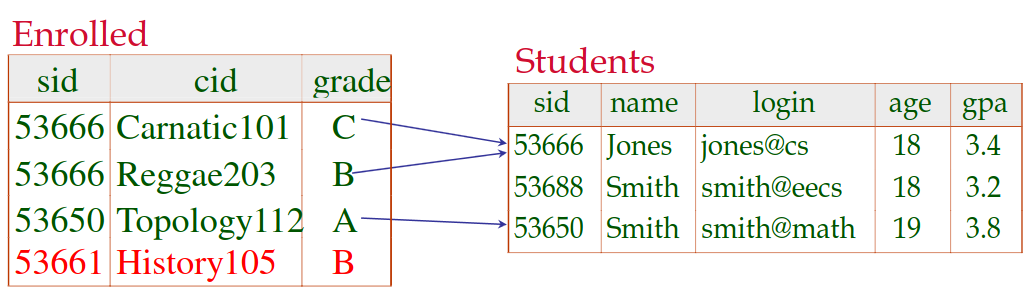 Enrolled
sid cid grade
53666 Carnatic101 C
53666 Reggae203 B
53650 Topology112 A
53661 History105 B
Students
sid name login age gpa
53666 Jones jones@cs 18 3.4
53688 Smith smith@eecs 18 3.2
53650 Smith smith@math 19 3.8